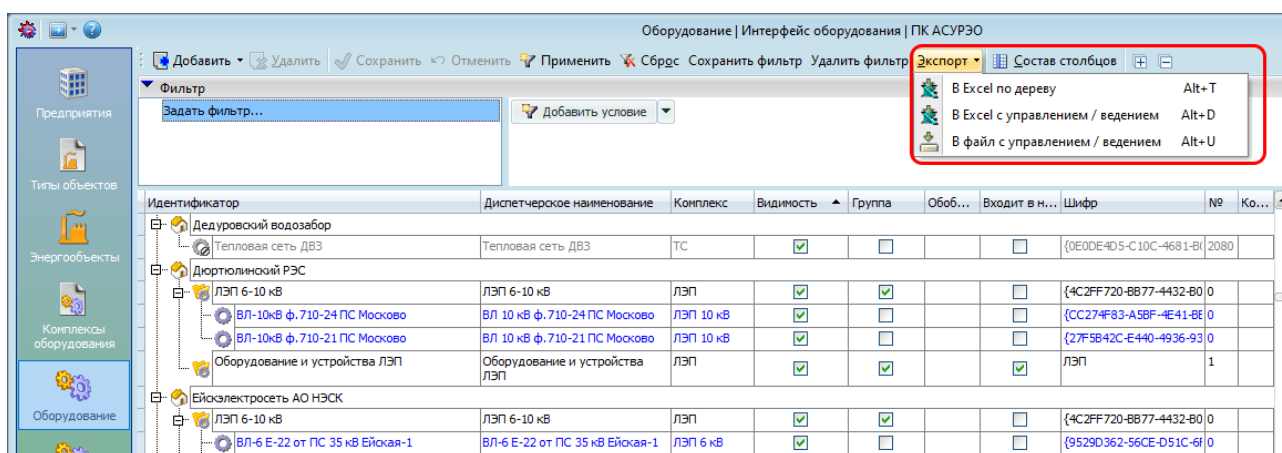 Оборудование | Интерфейс оборудования | ПК АСУРЭО
Добавить Удалить Сохранить Отменить Применить Сброс Сохранить фильтр Удалить фильтр Экспорт Состав столбцов
Фильтр
Задать фильтр...
Добавить условие
В Excel по дереву Alt+T
В Excel с управлением / ведением Alt+D
В файл с управлением / ведением Alt+U
Предприятия
Типы объектов
Энергообъекты
Комплексы
оборудования
Оборудование
Идентификатор Диспетчерское наименование Комплекс Видимость Группа Обоб... Входит в н... Шифр № Ко...
Дедуровский водозабор
Тепловая сеть ДВЗ Тепловая сеть ДВЗ ТС {0E0DE4D5-C10C-4681-B( 2080
Дюртюлинский РЭС
ЛЭП 6-10 кВ ЛЭП 6-10 кВ ЛЭП {4C2FF720-BB77-4432-B0 0
ВЛ-10кВ ф.710-24 ПС Москово ВЛ 10 кВ ф.710-24 ПС Москово ЛЭП 10 кВ {CC274F83-A5BF-4E41-BE 0
ВЛ-10кВ ф.710-21 ПС Москово ВЛ 10 кВ ф.710-21 ПС Москово ЛЭП 10 кВ {27F5B42C-E440-4936-93 0
Оборудование и устройства ЛЭП Оборудование и устройства ЛЭП ЛЭП ЛЭП 1
Ейскэлектросеть АО НЭСК
ЛЭП 6-10 кВ ЛЭП 6-10 кВ ЛЭП {4C2FF720-BB77-4432-B0 0
ВЛ-6 Е-22 от ПС 35 кВ Ейская-1 ВЛ-6 Е-22 от ПС 35 кВ Ейская-1 ЛЭП 6 кВ {9529D362-56CE-D51C-6F 0